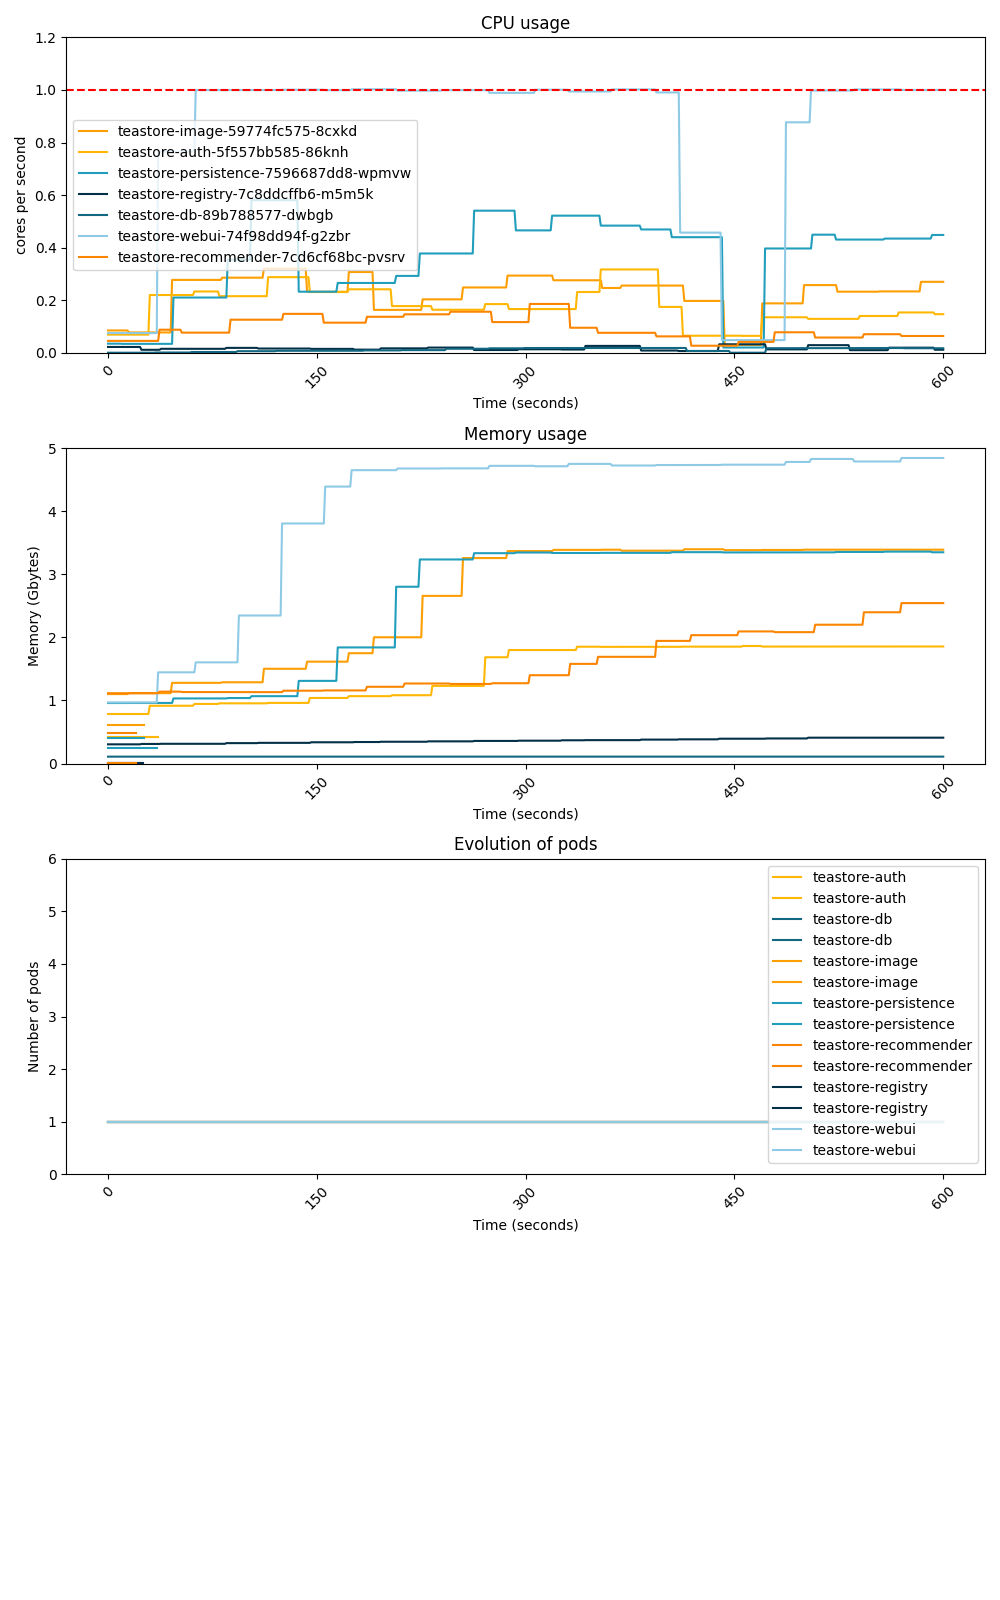 CPU usage
1.2
1.0
0.8
0.6
0.4
0.2
0.0
cores per second
teastore-image-59774fc575-8cxkd
teastore-auth-5f557bb585-86knh
teastore-persistence-7596687dd8-wpmvw
teastore-registry-7c8ddcffb6-m5m5k
teastore-db-89b788577-dwbgb
teastore-webui-74f98dd94f-g2zbr
teastore-recommender-7cd6cf68bc-pvsrv
0 150 300 450 600
Time (seconds)
Memory usage
5
4
3
2
1
0
Memory (Gbytes)
0 150 300 450 600
Time (seconds)
Evolution of pods
6
5
4
3
2
1
0
Number of pods
teastore-auth
teastore-auth
teastore-db
teastore-db
teastore-image
teastore-image
teastore-persistence
teastore-persistence
teastore-recommender
teastore-recommender
teastore-registry
teastore-registry
teastore-webui
teastore-webui
0 150 300 450 600
Time (seconds)